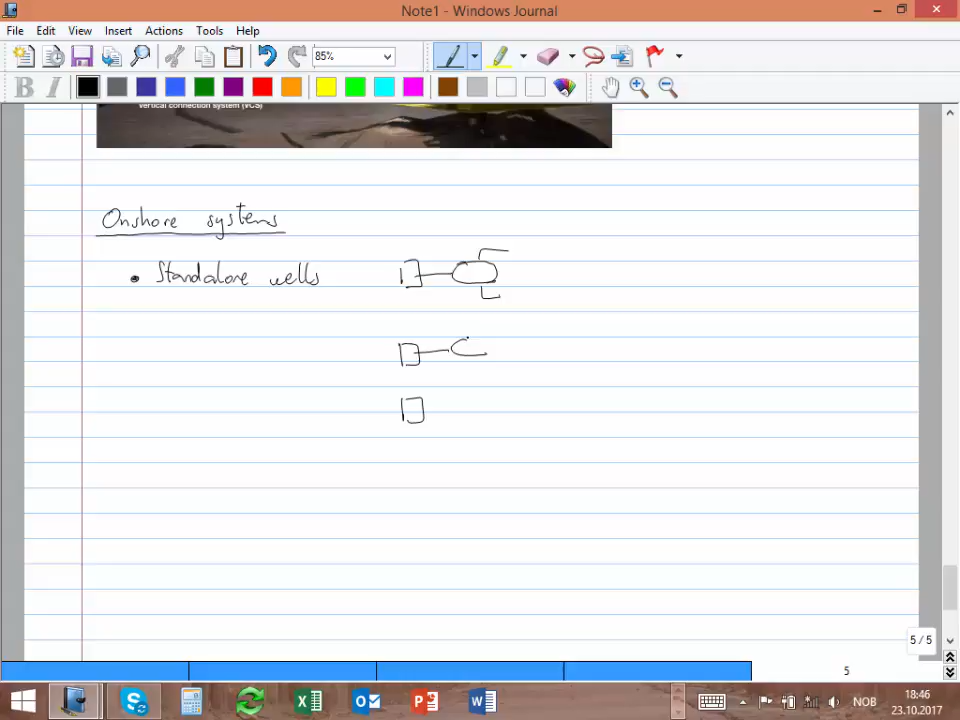 Note1 - Windows Journal
File Edit View Insert Actions Tools Help
85%
B I
Vertical connection system (VCS)
Onshore systems
• Standalone wells
5 / 5
5
NOB
18:46
23.10.2017